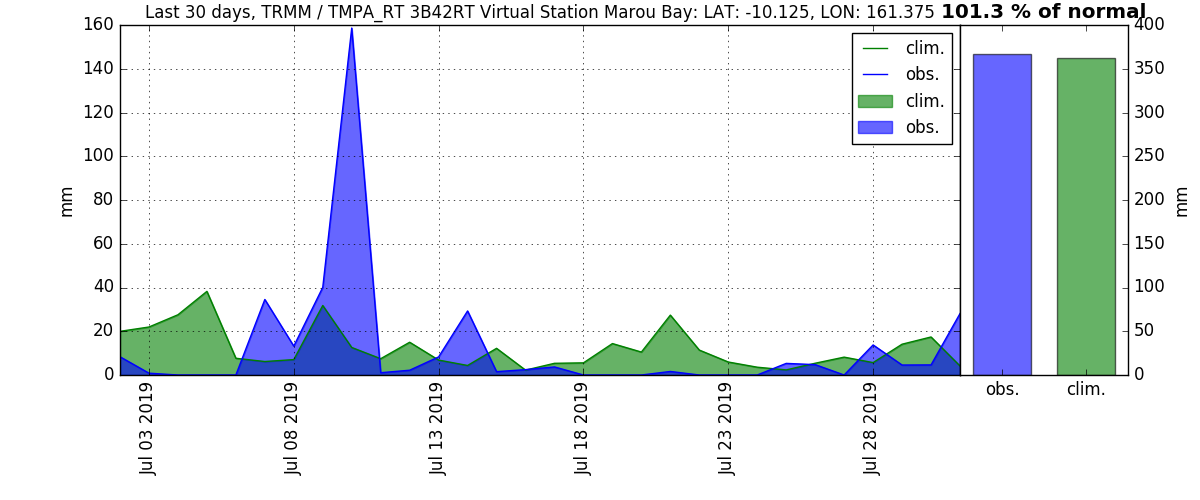 Last 30 days, TRMM / TMPA_RT 3B42RT Virtual Station Marou Bay: LAT: -10.125, LON: 161.375 101.3 % of normal
160
140
120
100
80
60
40
20
0
mm
clim.
obs.
clim.
obs.
400
350
300
250
200
150
100
50
0
mm
Jul 03 2019
Jul 08 2019
Jul 13 2019
Jul 18 2019
Jul 23 2019
Jul 28 2019
obs.
clim.